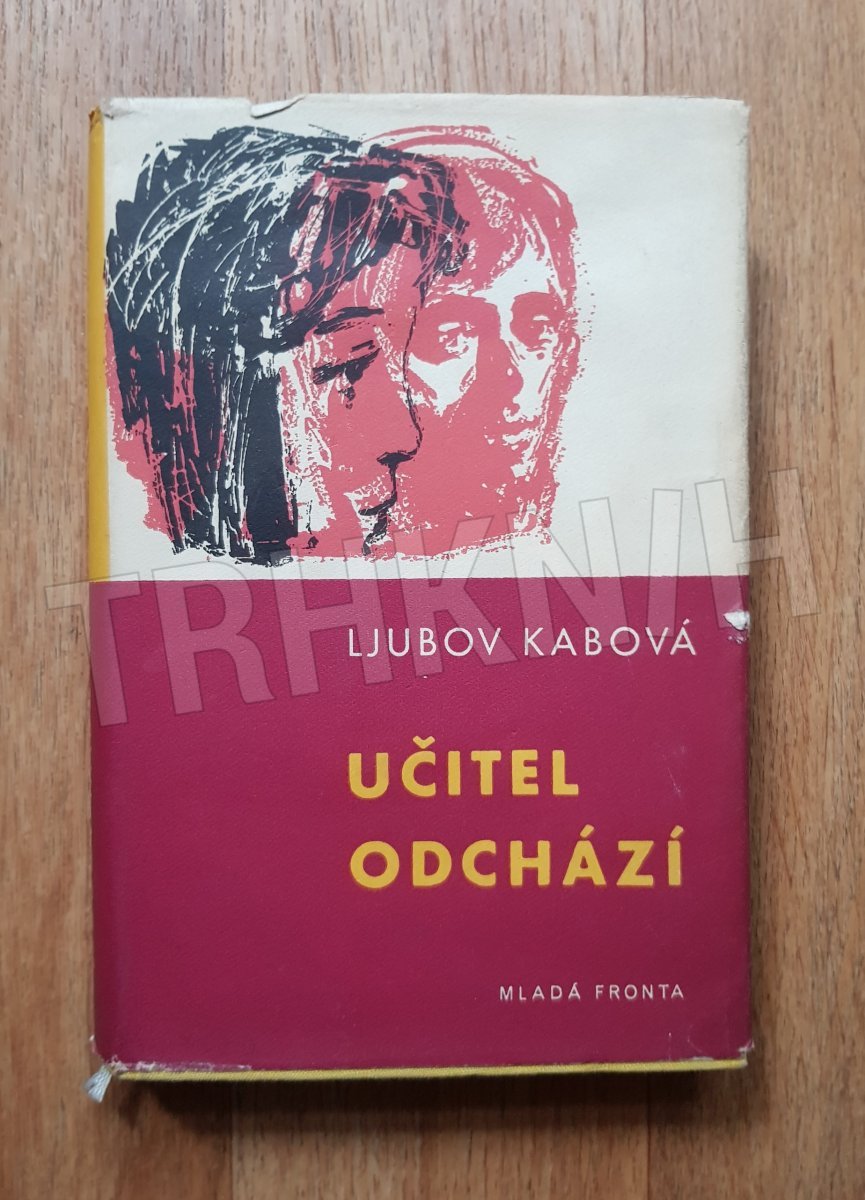 TRHKNIH
LJUBOV KABOVÁ
UČITEL
ODCHÁZÍ
MLADÁ FRONTA